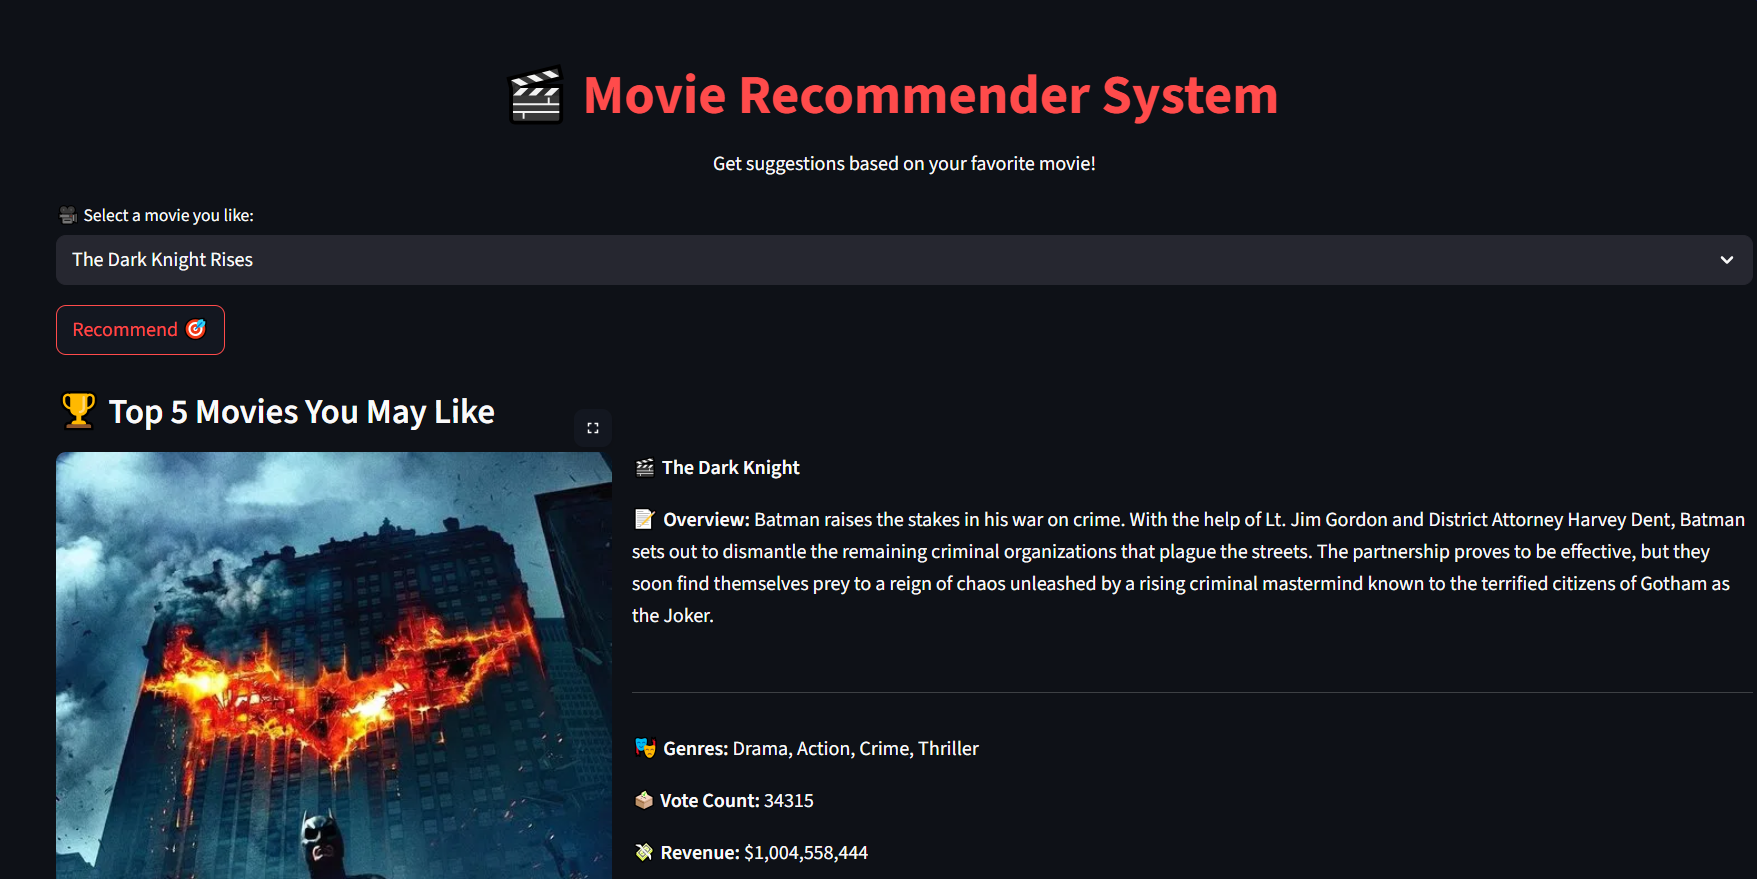 Movie Recommender System
Get suggestions based on your favorite movie!
Select a movie you like:
The Dark Knight Rises
Recommend
Top 5 Movies You May Like
The Dark Knight
Overview: Batman raises the stakes in his war on crime. With the help of Lt. Jim Gordon and District Attorney Harvey Dent, Batman
sets out to dismantle the remaining criminal organizations that plague the streets. The partnership proves to be effective, but they
soon find themselves prey to a reign of chaos unleashed by a rising criminal mastermind known to the terrified citizens of Gotham as
the Joker.
Genres: Drama, Action, Crime, Thriller
Vote Count: 34315
Revenue: $1,004,558,444